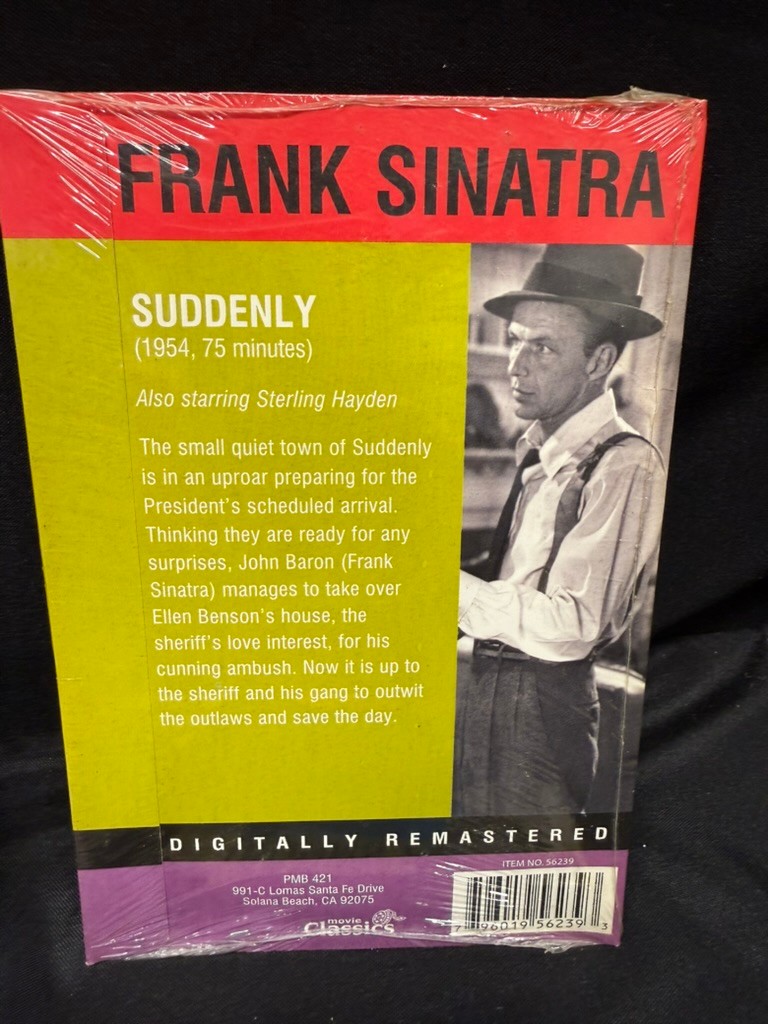 FRANK SINATRA
SUDDENLY
(1954, 75 minutes)
Also starring Sterling Hayden
The small quiet town of Suddenly
is in an uproar preparing for the
President's scheduled arrival.
Thinking they are ready for any
surprises, John Baron (Frank
Sinatra) manages to take over
Ellen Benson's house, the
sheriff's love interest, for his
cunning ambush. Now it is up to
the sheriff and his gang to outwit
the outlaws and save the day.
DIGITALLY REMASTERED
ITEM NO. 56239
PMB 421
991-C Lomas Santa Fe Drive
Solana Beach, CA 92075
movie
Classics
7 96019 56239 3